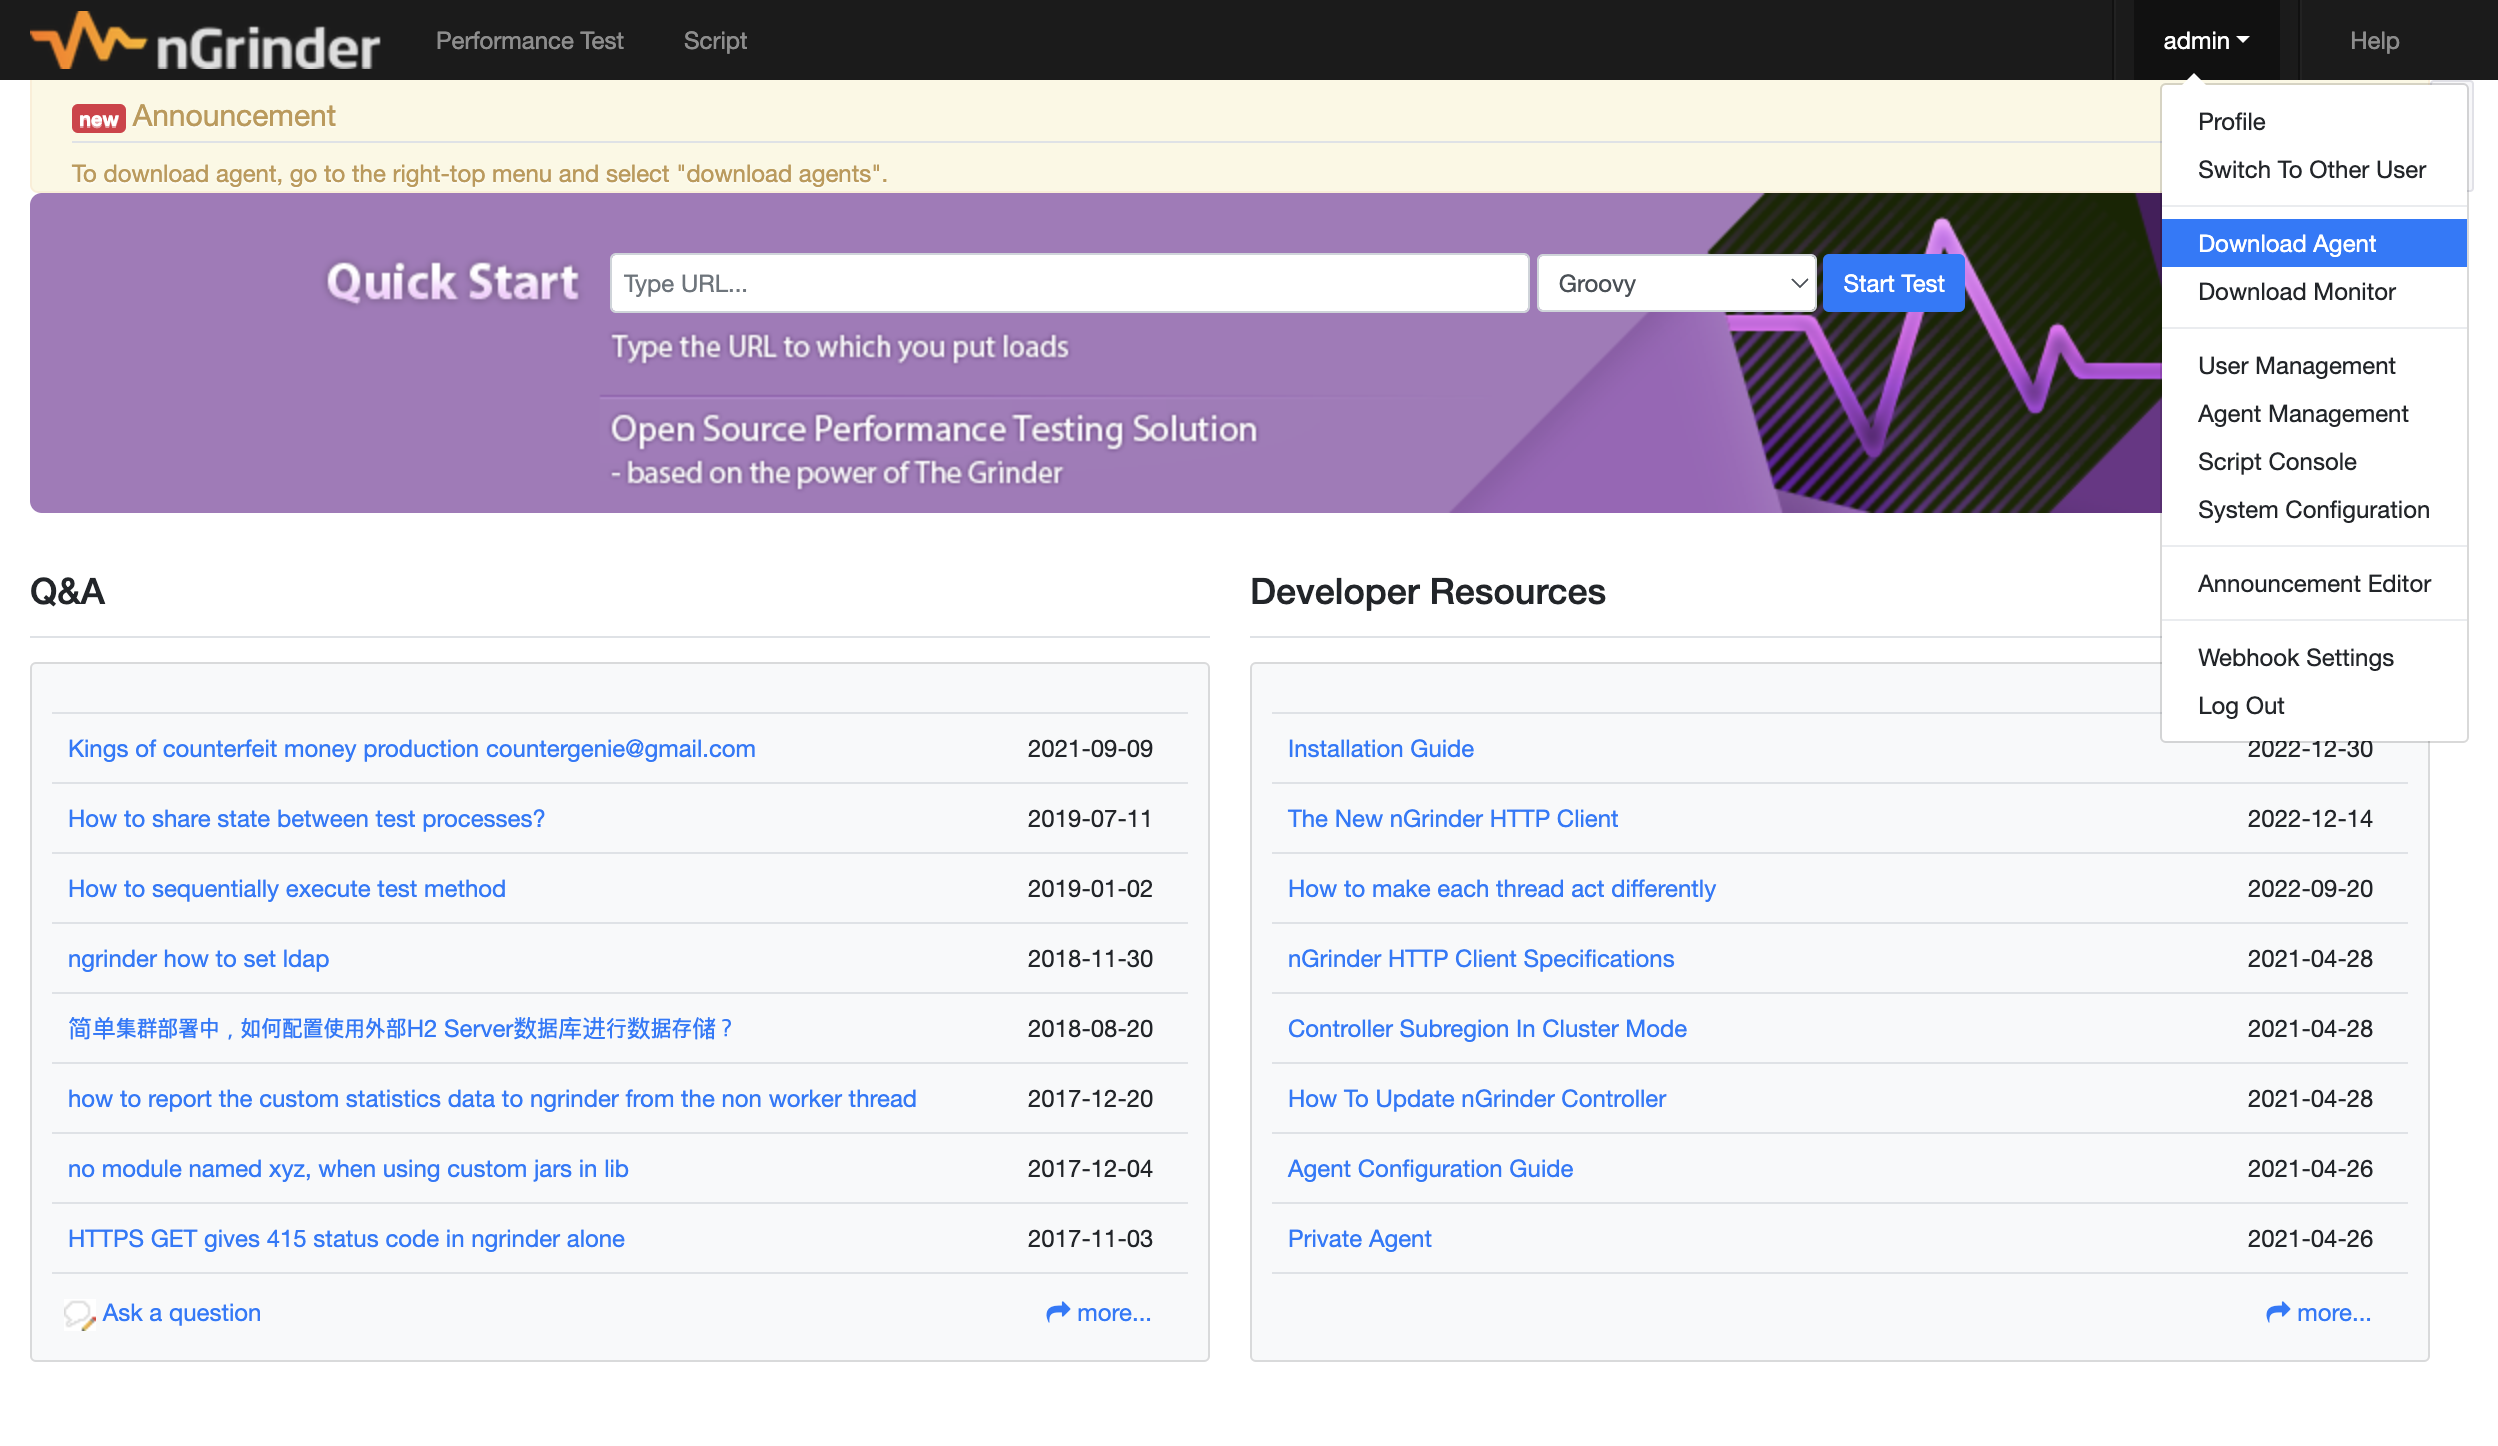 nGrinder Performance Test Script admin Help
new Announcement
To download agent, go to the right-top menu and select "download agents".
Profile
Switch To Other User
Download Agent
Download Monitor
User Management
Agent Management
Script Console
System Configuration
Announcement Editor
Webhook Settings
Log Out
Quick Start Type URL... Groovy Start Test
Type the URL to which you put loads
Open Source Performance Testing Solution
- based on the power of The Grinder
Q&A
Kings of counterfeit money production countergenie@gmail.com 2021-09-09
How to share state between test processes? 2019-07-11
How to sequentially execute test method 2019-01-02
ngrinder how to set ldap 2018-11-30
简单集群部署中，如何配置使用外部H2 Server数据库进行数据存储？ 2018-08-20
how to report the custom statistics data to ngrinder from the non worker thread 2017-12-20
no module named xyz, when using custom jars in lib 2017-12-04
HTTPS GET gives 415 status code in ngrinder alone 2017-11-03
Ask a question more...
Developer Resources
Installation Guide 2022-12-30
The New nGrinder HTTP Client 2022-12-14
How to make each thread act differently 2022-09-20
nGrinder HTTP Client Specifications 2021-04-28
Controller Subregion In Cluster Mode 2021-04-28
How To Update nGrinder Controller 2021-04-28
Agent Configuration Guide 2021-04-26
Private Agent 2021-04-26
more...